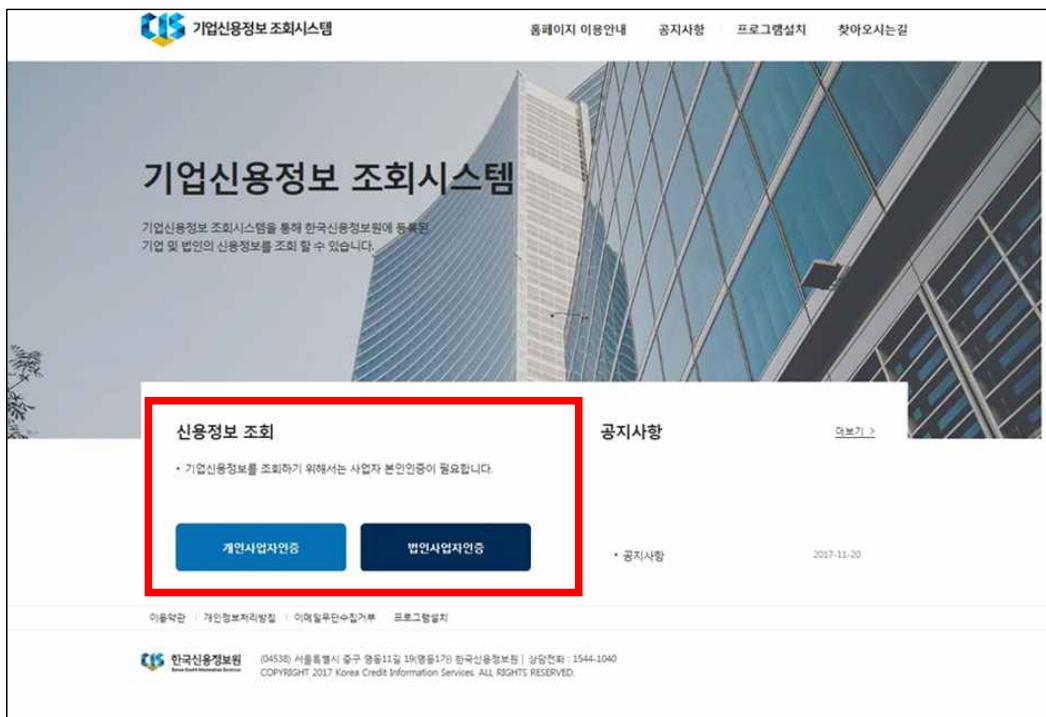 CIS 기업신용정보 조회시스템
홈페이지 이용안내 공지사항 프로그램설치 찾아오시는길
기업신용정보 조회시스템
기업신용정보 조회시스템을 통해 한국신용정보원에 등록된
기업 및 법인의 신용정보를 조회 할 수 있습니다.
신용정보 조회
• 기업신용정보를 조회하기 위해서는 사업자 본인인증이 필요합니다.
개인사업자인증 법인사업자인증
공지사항 더보기 >
• 공지사항 2017-11-20
이용약관 | 개인정보처리방침 | 이메일무단수집거부 프로그램설치
CIS 한국신용정보원
Korea Credit Information Services
(04538) 서울특별시 중구 명동11길 19(명동1가) 한국신용정보원 | 상담전화 : 1544-1040
COPYRIGHT 2017 Korea Credit Information Services. ALL RIGHTS RESERVED.